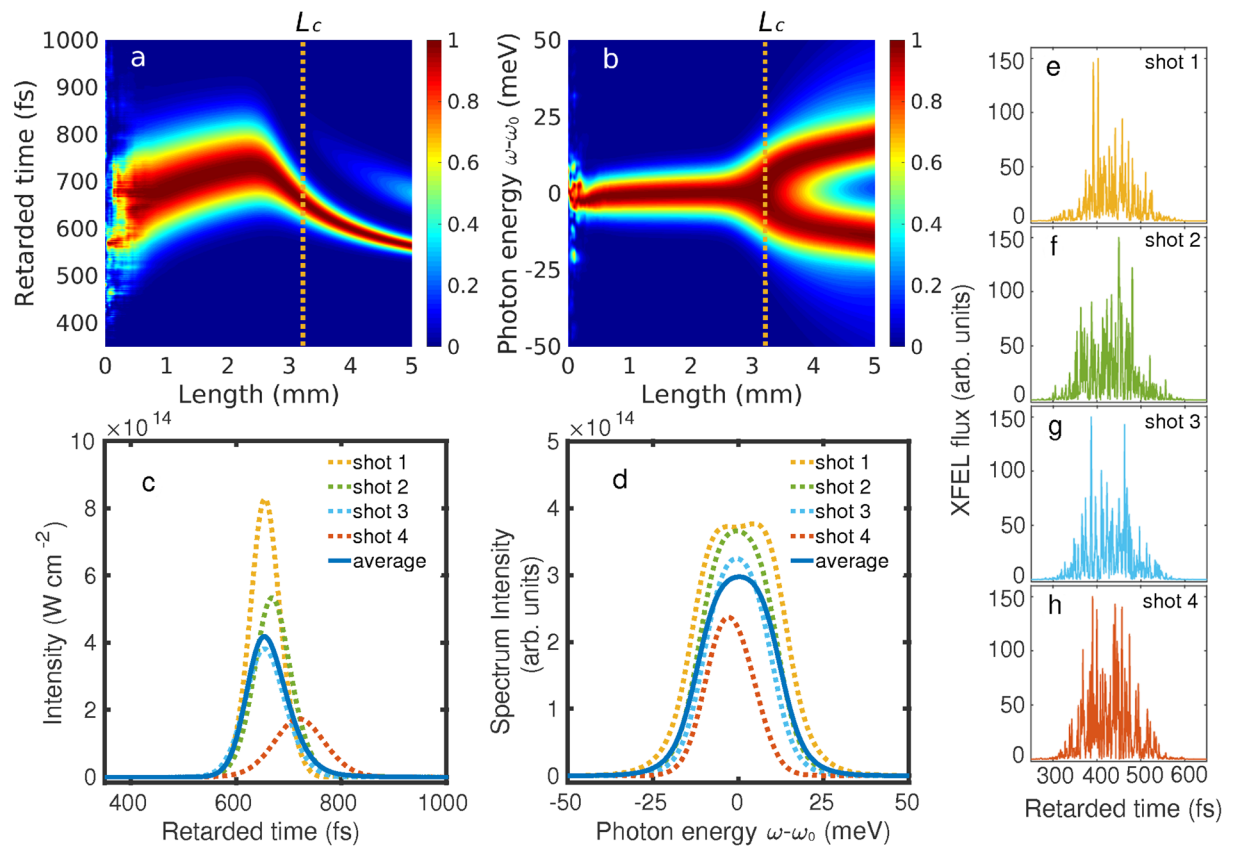 Lc
Lc
a
Retarded time (fs)
1000
900
800
700
600
500
400
0
1
2
3
4
5
Length (mm)
1
0.8
0.6
0.4
0.2
0
b
Photon energy ω-ω₀ (meV)
50
25
0
-25
-50
0
1
2
3
4
5
Length (mm)
1
0.8
0.6
0.4
0.2
0
c
×10 14
Intensity (W cm⁻²)
10
8
6
4
2
0
400
600
800
1000
Retarded time (fs)
shot 1
shot 2
shot 3
shot 4
average
d
×10 14
Spectrum Intensity
(arb. units)
5
4
3
2
1
0
-50
-25
0
25
50
Photon energy ω-ω₀ (meV)
shot 1
shot 2
shot 3
shot 4
average
XFEL flux (arb. units)
e
shot 1
150
100
50
0
f
shot 2
150
100
50
0
g
shot 3
150
100
50
0
h
shot 4
150
100
50
0
300 400 500 600
Retarded time (fs)